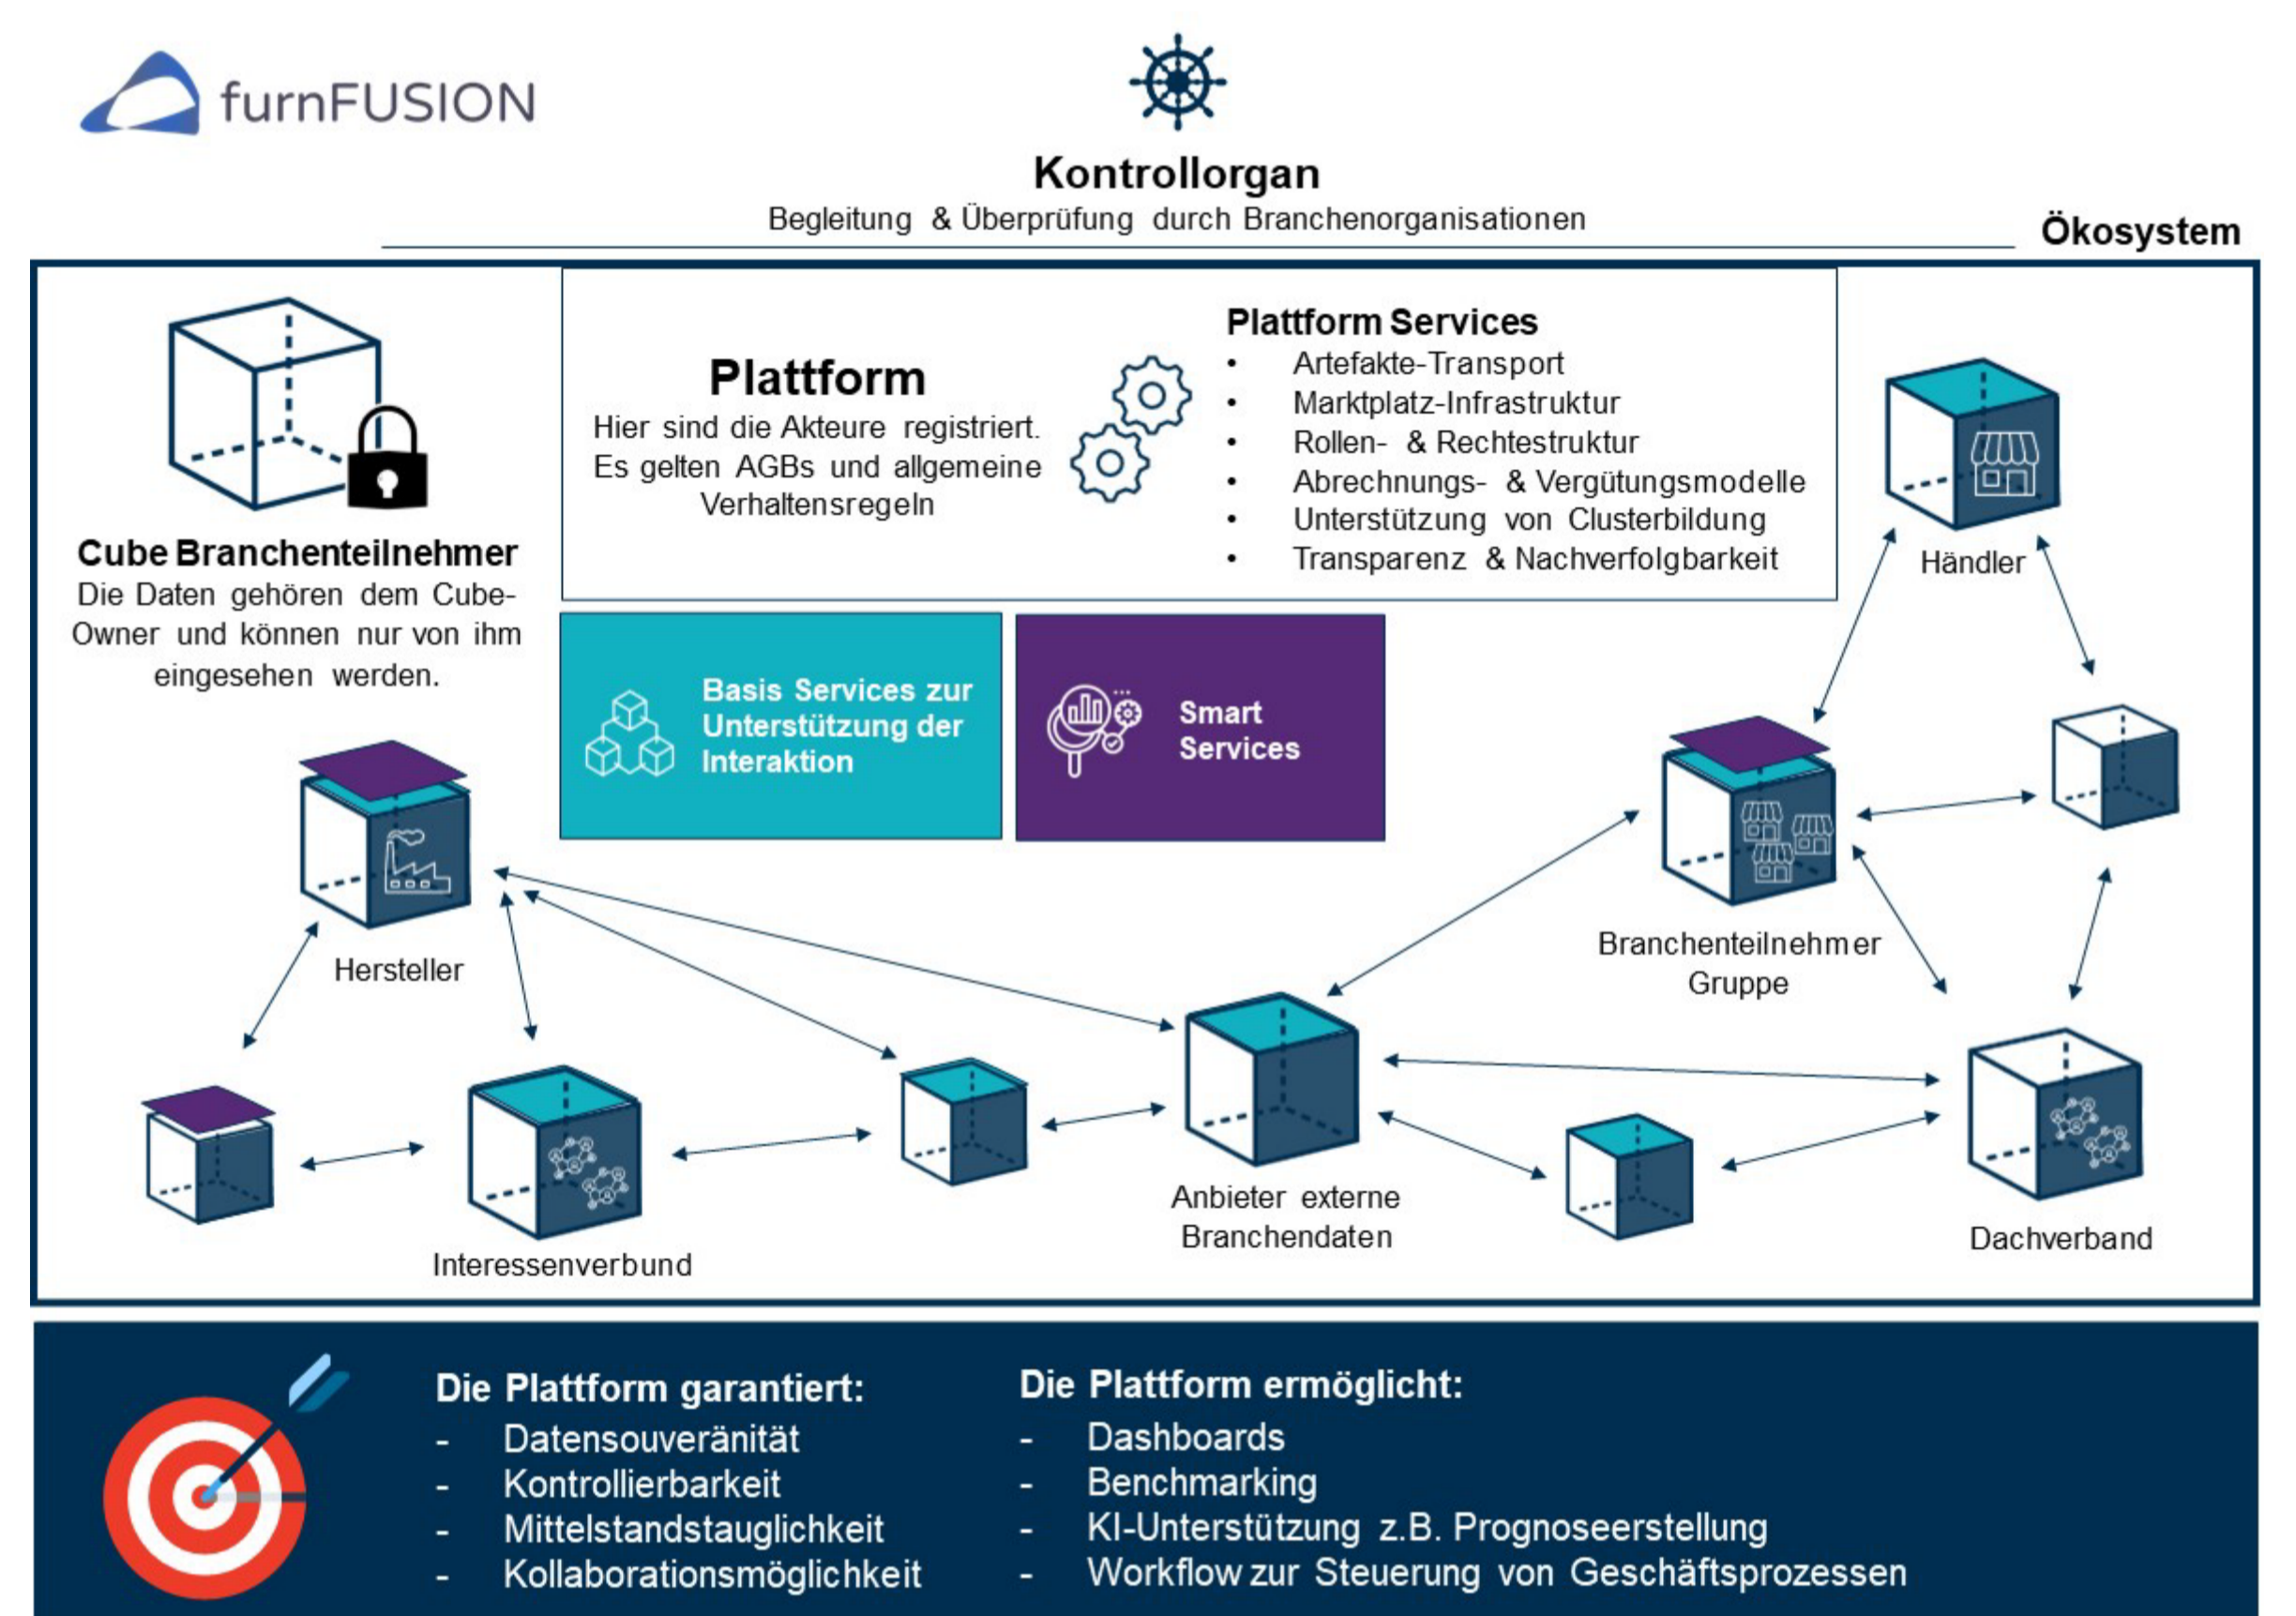 furnFUSION
Kontrollorgan
Begleitung & Überprüfung durch Branchenorganisationen
Ökosystem
Cube Branchenteilnehmer
Die Daten gehören dem Cube-
Owner und können nur von ihm
eingesehen werden.
Plattform
Hier sind die Akteure registriert.
Es gelten AGBs und allgemeine
Verhaltensregeln
Plattform Services
• Artefakte-Transport
• Marktplatz-Infrastruktur
• Rollen- & Rechtestruktur
• Abrechnungs- & Vergütungsmodelle
• Unterstützung von Clusterbildung
• Transparenz & Nachverfolgbarkeit
Händler
Basis Services zur
Unterstützung der
Interaktion
Smart
Services
Hersteller
Branchenteilnehmer
Gruppe
Interessenverbund
Anbieter externe
Branchendaten
Dachverband
Die Plattform garantiert:
- Datensouveränität
- Kontrollierbarkeit
- Mittelstandstauglichkeit
- Kollaborationsmöglichkeit
Die Plattform ermöglicht:
- Dashboards
- Benchmarking
- KI-Unterstützung z.B. Prognoseerstellung
- Workflow zur Steuerung von Geschäftsprozessen